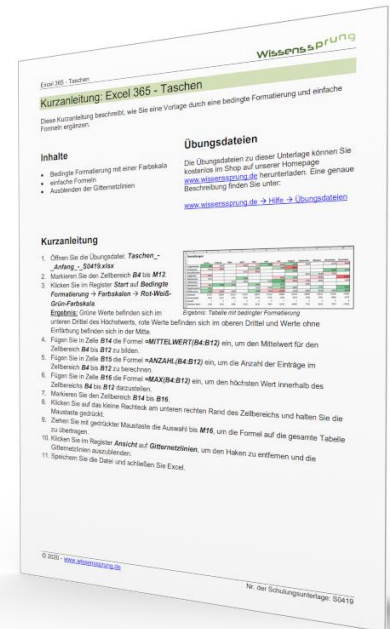 Wissenssprung
Excel 365 - Taschen
Kurzanleitung: Excel 365 - Taschen
Diese Kurzanleitung beschreibt, wie Sie eine Vorlage durch eine bedingte Formatierung und einfache
Formeln ergänzen.
Inhalte
• Bedingte Formatierung mit einer Farbskala
• einfache Formeln
• Ausblenden der Gitternetzlinien
Übungsdateien
Die Übungsdateien zu dieser Unterlage können Sie
kostenlos im Shop auf unserer Homepage
www.wissenssprung.de herunterladen. Eine genaue
Beschreibung finden Sie unter:
www.wissenssprung.de → Hilfe → Übungsdateien
Kurzanleitung
1. Öffnen Sie die Übungsdatei: Taschen_-
_Anfang_-_S0419.xlsx
2. Markieren Sie den Zellbereich B4 bis M12.
3. Klicken Sie im Register Start auf Bedingte
Formatierung → Farbskalen → Rot-Weiß-
Grün-Farbskala.
Ergebnis: Grüne Werte befinden sich im
unteren Drittel des Höchstwerts, rote Werte befinden sich im oberen Drittel und Werte ohne
Einfärbung befinden sich in der Mitte.
Ergebnis: Tabelle mit bedingter Formatierung
4. Fügen Sie in Zelle B14 die Formel =MITTELWERT(B4:B12) ein, um den Mittelwert für den
Zellbereich B4 bis B12 zu bilden.
5. Fügen Sie in Zelle B15 die Formel =ANZAHL(B4:B12) ein, um die Anzahl der Einträge im
Zellbereich B4 bis B12 zu berechnen.
6. Fügen Sie in Zelle B16 die Formel =MAX(B4:B12) ein, um den höchsten Wert innerhalb des
Zellbereichs B4 bis B12 darzustellen.
7. Markieren Sie den Zellbereich B14 bis B16.
8. Klicken Sie auf das kleine Rechteck am unteren rechten Rand des Zellbereichs und halten Sie die
Maustaste gedrückt.
9. Ziehen Sie mit gedrückter Maustaste die Auswahl bis M16, um die Formel auf die gesamte Tabelle
zu übertragen.
10. Klicken Sie im Register Ansicht auf Gitternetzlinien, um den Haken zu entfernen und die
Gitternetzlinien auszublenden.
11. Speichern Sie die Datei und schließen Sie Excel.
© 2020 - www.wissenssprung.de
Nr. der Schulungsunterlage: S0419